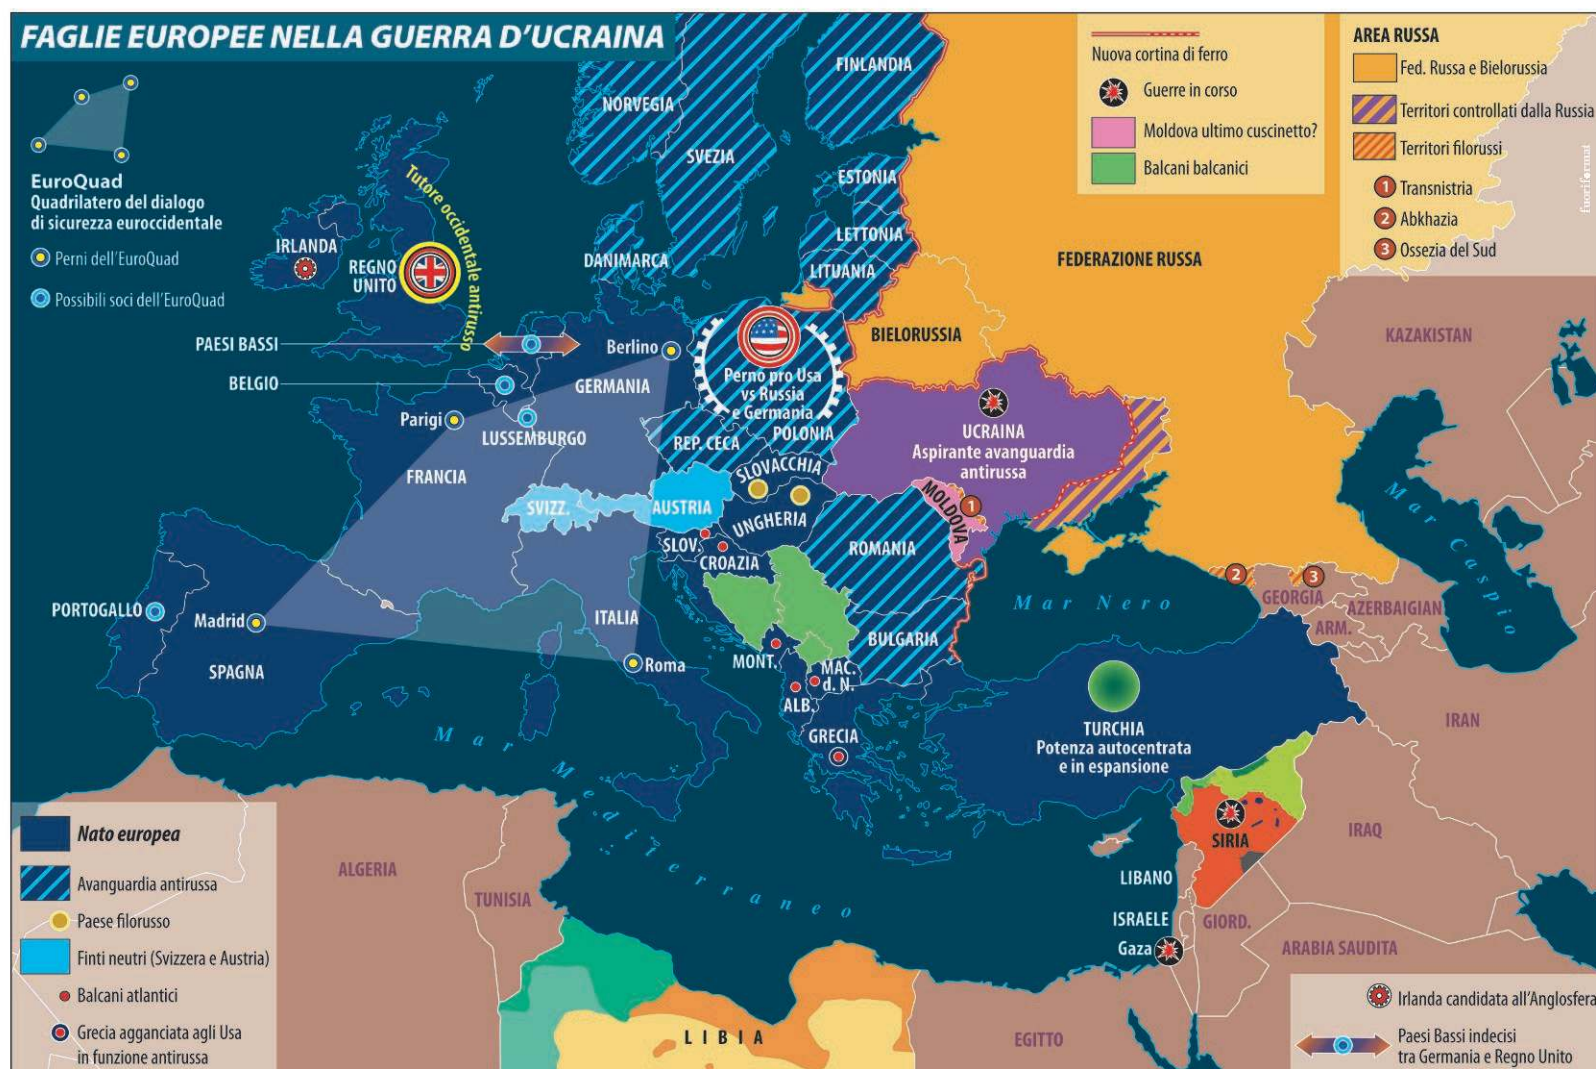 FAGLIE EUROPEE NELLA GUERRA D'UCRAINA
EuroQuad
Quadrilatero del dialogo
di sicurezza euroccidentale
Perni dell'EuroQuad
Possibili soci dell'EuroQuad
Nuova cortina di ferro
Guerre in corso
Moldova ultimo cuscinetto?
Balcani balcanici
AREA RUSSA
Fed. Russa e Bielorussia
Territori controllati dalla Russia
Territori filorussi
1 Transnistria
2 Abkhazia
3 Ossezia del Sud
fuoriformat
NORVEGIA
SVEZIA
FINLANDIA
ESTONIA
LETTONIA
LITUANIA
DANIMARCA
IRLANDA
REGNO
UNITO
Tutore occidentale antirusso
PAESI BASSI
BELGIO
LUSSEMBURGO
Berlino
GERMANIA
Parigi
FRANCIA
Perno pro Usa
vs Russia
e Germania
POLONIA
REP. CECA
SLOVACCHIA
UNGHERIA
SVIZZ.
AUSTRIA
SLOV.
CROAZIA
BIELORUSSIA
FEDERAZIONE RUSSA
UCRAINA
Aspirante avanguardia
antirussa
MOLDOVA
1
ROMANIA
BULGARIA
KAZAKISTAN
Mar Caspio
Mar Nero
2
3
GEORGIA
ARM.
AZERBAIGIAN
PORTOGALLO
Madrid
SPAGNA
ITALIA
Roma
MONT.
MAC.
d. N.
ALB.
GRECIA
TURCHIA
Potenza autocentrata
e in espansione
Mar Mediterraneo
IRAN
IRAQ
SIRIA
LIBANO
ISRAELE
Gaza
GIORD.
ARABIA SAUDITA
EGITTO
LIBIA
TUNISIA
ALGERIA
Nato europea
Avanguardia antirussa
Paese filorusso
Finti neutri (Svizzera e Austria)
Balcani atlantici
Grecia agganciata agli Usa
in funzione antirussa
Irlanda candidata all'Anglosfera
Paesi Bassi indecisi
tra Germania e Regno Unito